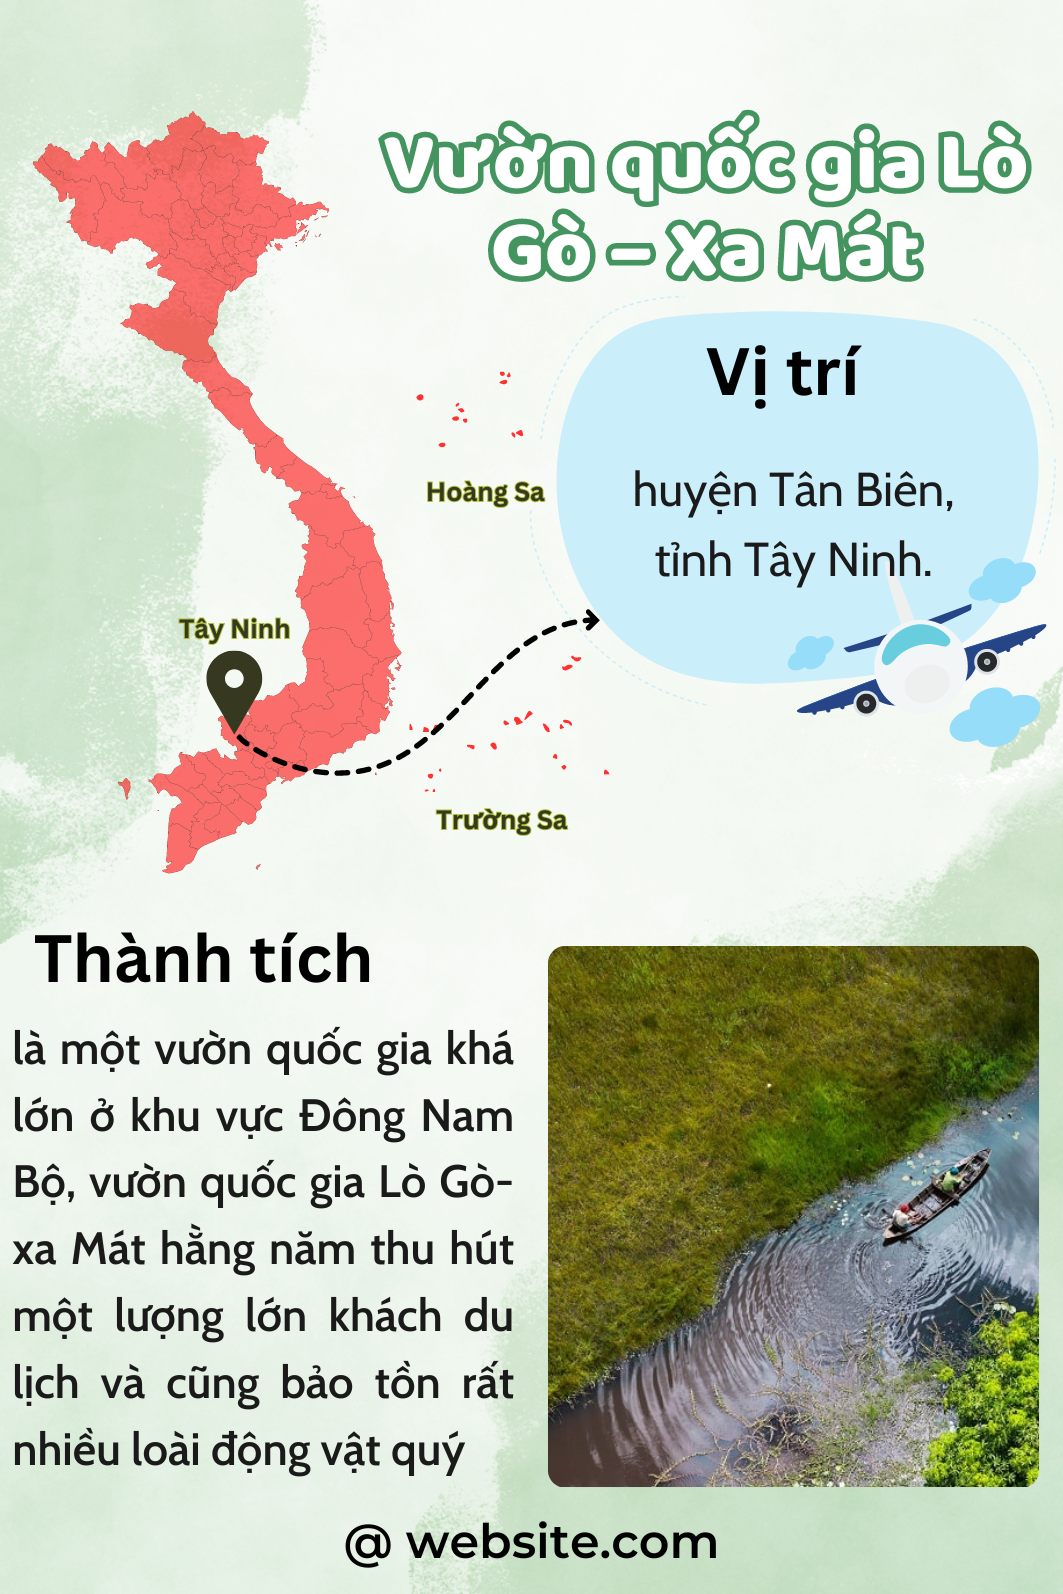 Vườn quốc gia Lò
Gò – Xa Mát
Vị trí
huyện Tân Biên,
tỉnh Tây Ninh.
Hoàng Sa
Tây Ninh
Trường Sa
Thành tích
là một vườn quốc gia khá
lớn ở khu vực Đông Nam
Bộ, vườn quốc gia Lò Gò-
xa Mát hằng năm thu hút
một lượng lớn khách du
lịch và cũng bảo tồn rất
nhiều loài động vật quý
@ website.com